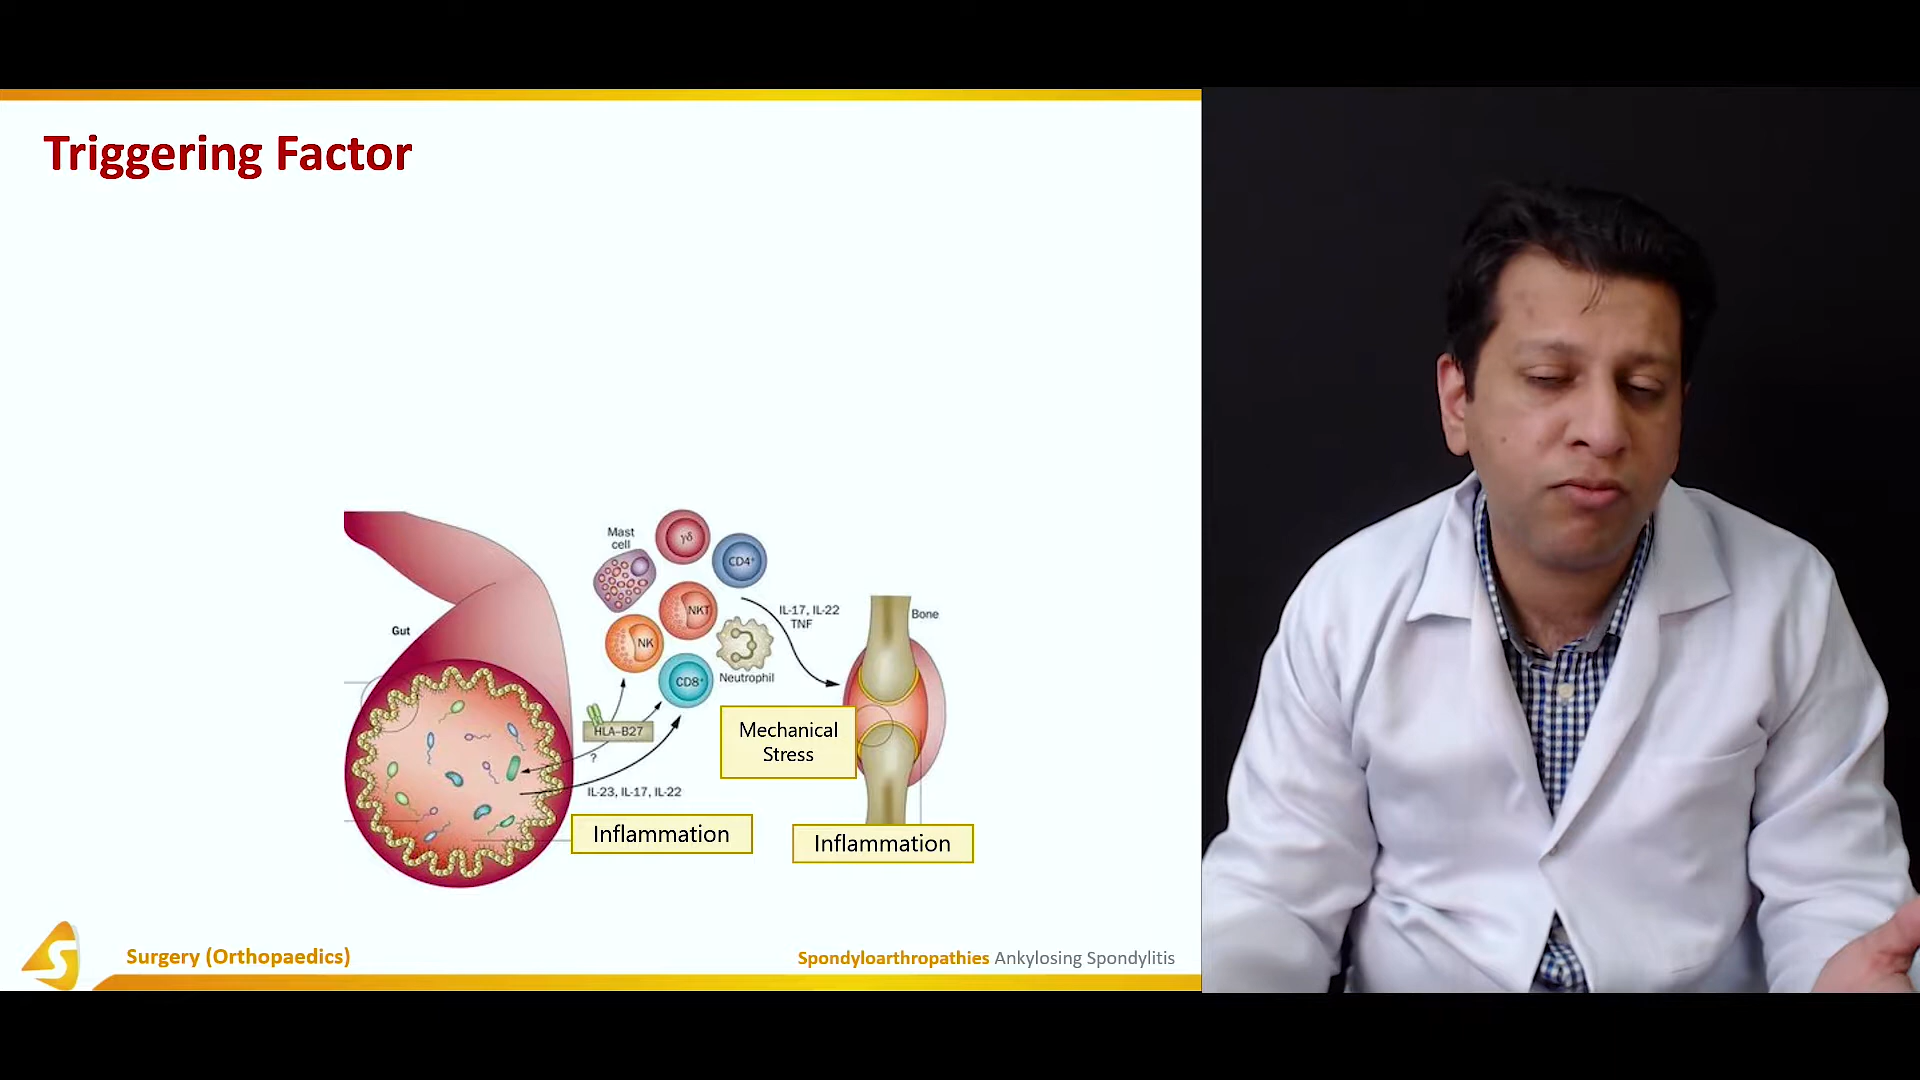 Triggering Factor
Mast
cell
γδ
CD4⁺
NKT
IL-17, IL-22
TNF
Bone
Gut
NK
CD8⁺
Neutrophil
HLA–B27
Mechanical
Stress
?
IL-23, IL-17, IL-22
Inflammation
Inflammation
S
Surgery (Orthopaedics)
Spondyloarthropathies Ankylosing Spondylitis